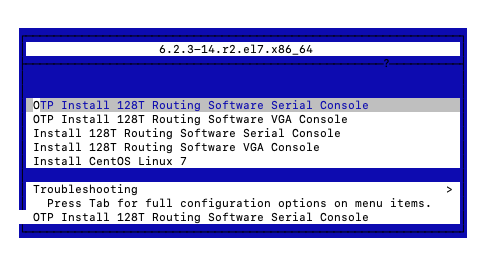 6.2.3-14.r2.el7.x86_64
?
OTP Install 128T Routing Software Serial Console
OTP Install 128T Routing Software VGA Console
Install 128T Routing Software Serial Console
Install 128T Routing Software VGA Console
Install CentOS Linux 7
Troubleshooting >
Press Tab for full configuration options on menu items.
OTP Install 128T Routing Software Serial Console